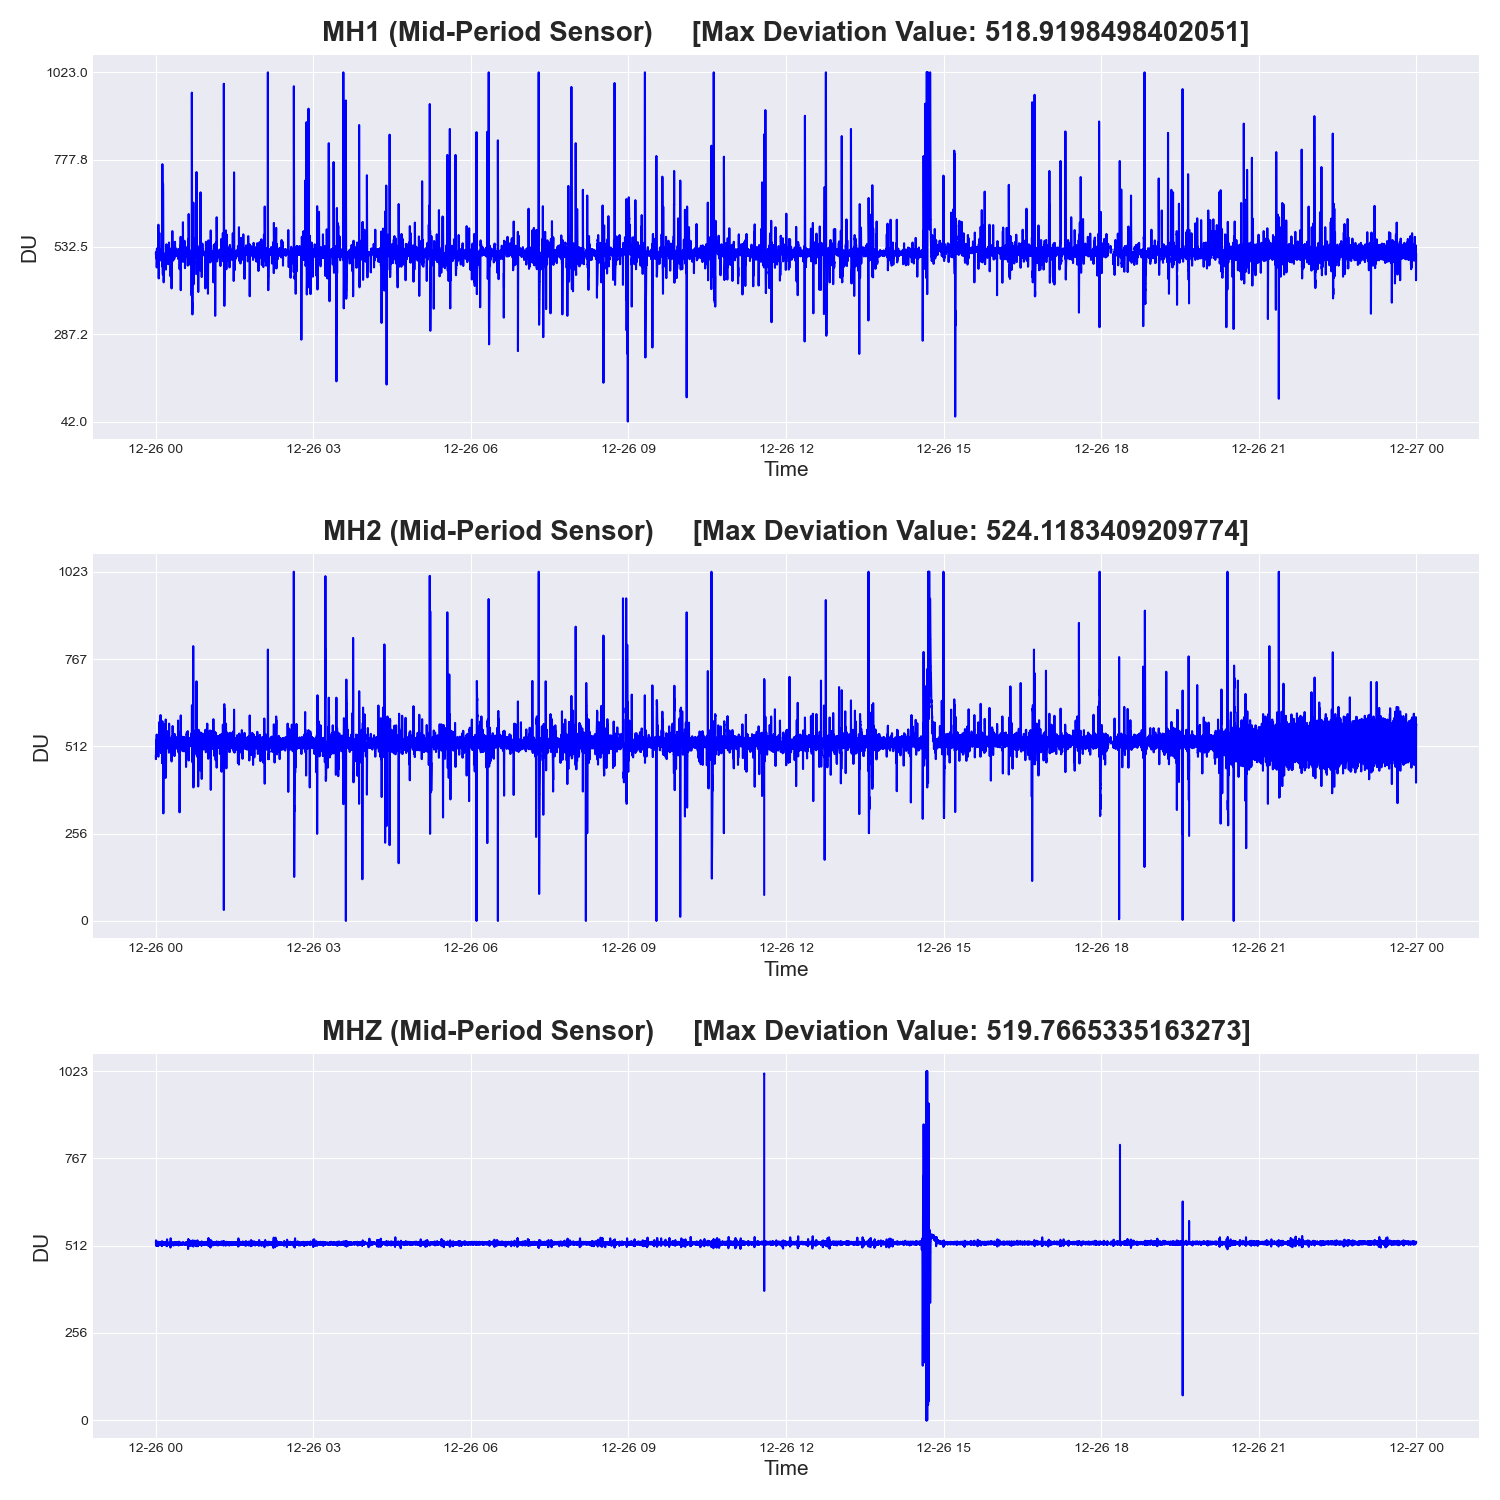 MH1 (Mid-Period Sensor) [Max Deviation Value: 518.9198498402051]
1023.0
777.8
532.5
287.2
42.0
DU
12-26 00 12-26 03 12-26 06 12-26 09 12-26 12 12-26 15 12-26 18 12-26 21 12-27 00
Time
MH2 (Mid-Period Sensor) [Max Deviation Value: 524.1183409209774]
1023
767
512
256
0
DU
12-26 00 12-26 03 12-26 06 12-26 09 12-26 12 12-26 15 12-26 18 12-26 21 12-27 00
Time
MHZ (Mid-Period Sensor) [Max Deviation Value: 519.7665335163273]
1023
767
512
256
0
DU
12-26 00 12-26 03 12-26 06 12-26 09 12-26 12 12-26 15 12-26 18 12-26 21 12-27 00
Time